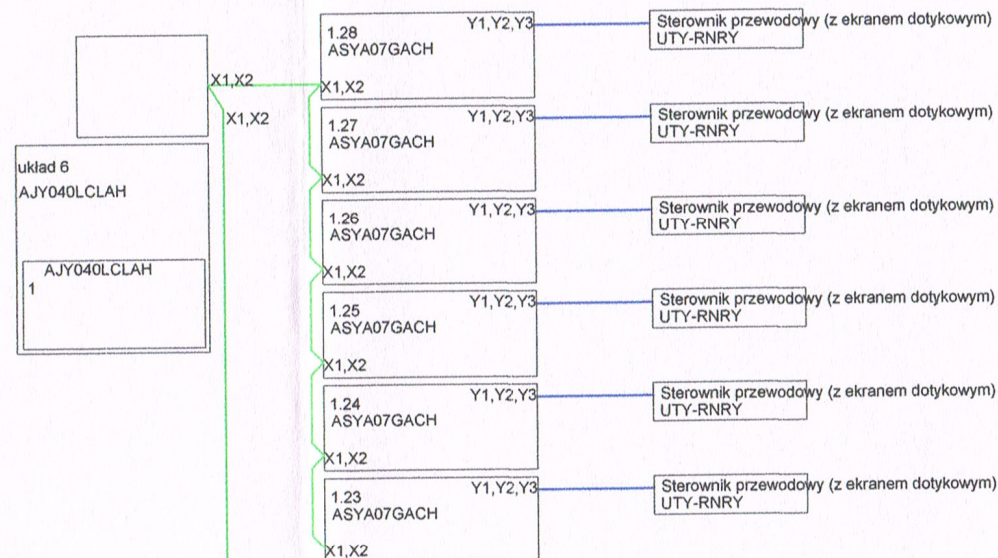 X1,X2
X1,X2
układ 6
AJY040LCLAH
AJY040LCLAH
1
1.28
ASYA07GACH
Y1,Y2,Y3
X1,X2
Sterownik przewodowy (z ekranem dotykowym)
UTY-RNRY
1.27
ASYA07GACH
Y1,Y2,Y3
X1,X2
Sterownik przewodowy (z ekranem dotykowym)
UTY-RNRY
1.26
ASYA07GACH
Y1,Y2,Y3
X1,X2
Sterownik przewodowy (z ekranem dotykowym)
UTY-RNRY
1.25
ASYA07GACH
Y1,Y2,Y3
X1,X2
Sterownik przewodowy (z ekranem dotykowym)
UTY-RNRY
1.24
ASYA07GACH
Y1,Y2,Y3
X1,X2
Sterownik przewodowy (z ekranem dotykowym)
UTY-RNRY
1.23
ASYA07GACH
Y1,Y2,Y3
X1,X2
Sterownik przewodowy (z ekranem dotykowym)
UTY-RNRY